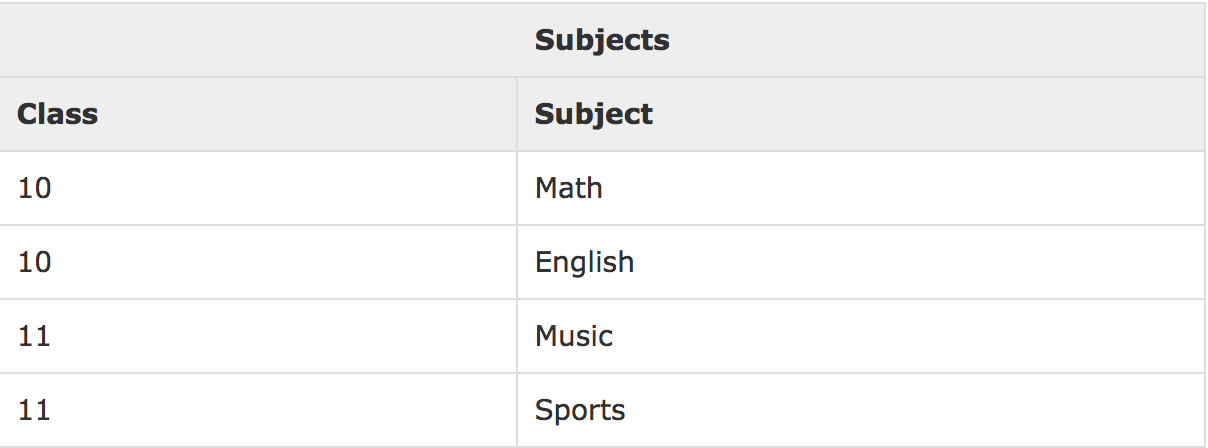 Subjects
Class Subject
10 Math
10 English
11 Music
11 Sports